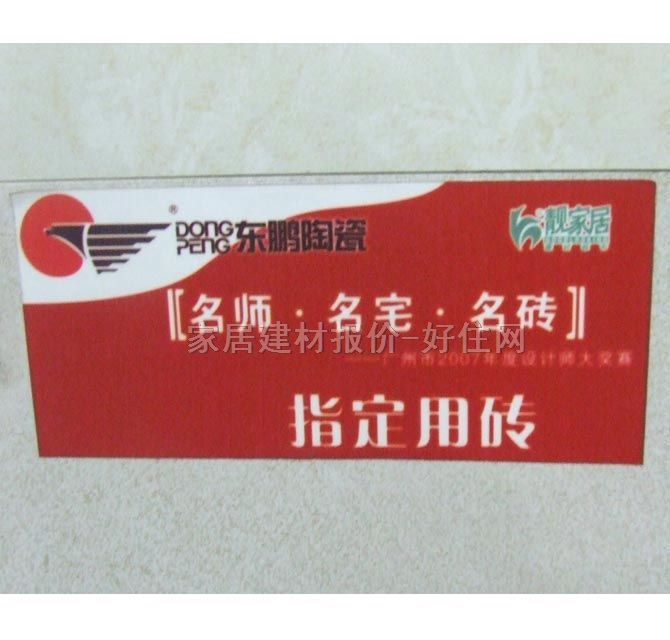 ®
DONG
PENG 东鹏陶瓷
靓家居
〖名师·名宅·名砖〗
家居建材报价-好住网
——广州市2007年度设计师大奖赛
指定用砖